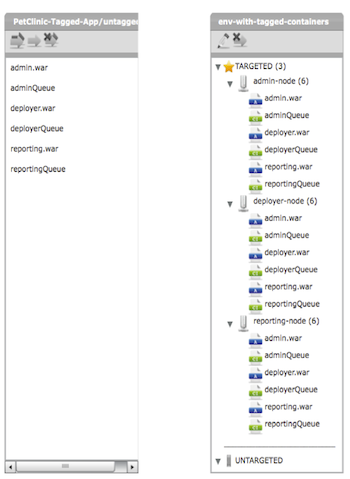 PetClinic-Tagged-App/untagged
admin.war
adminQueue
deployer.war
deployerQueue
reporting.war
reportingQueue
env-with-tagged-containers
TARGETED (3)
admin-node (6)
admin.war
adminQueue
deployer.war
deployerQueue
reporting.war
reportingQueue
deployer-node (6)
admin.war
adminQueue
deployer.war
deployerQueue
reporting.war
reportingQueue
reporting-node (6)
admin.war
adminQueue
deployer.war
deployerQueue
reporting.war
reportingQueue
UNTARGETED